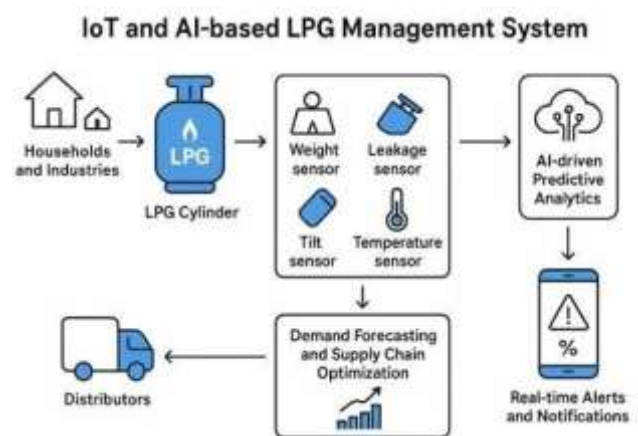 IoT and AI-based LPG Management System
Households
and Industries
LPG
LPG Cylinder
Weight
sensor
Leakage
sensor
Tilt
sensor
Temperature
sensor
AI-driven
Predictive
Analytics
Demand Forecasting
and Supply Chain
Optimization
Distributors
%
Real-time Alerts
and Notifications